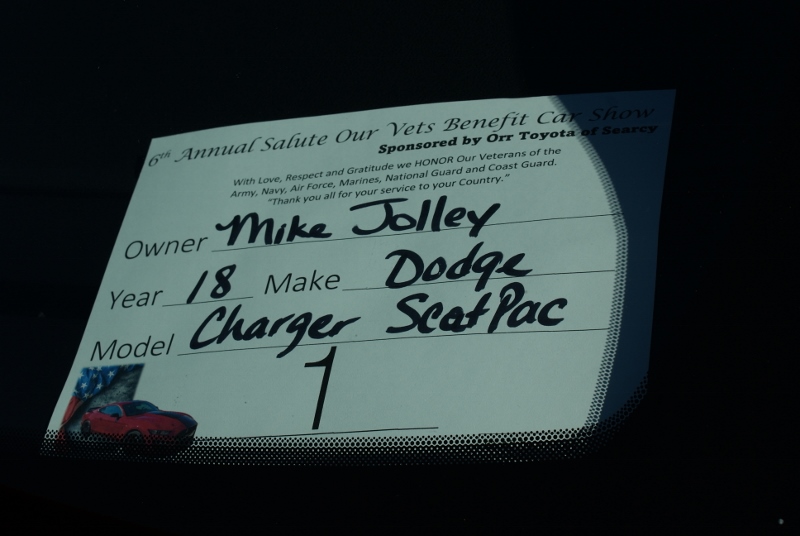 6th Annual Salute Our Vets Benefit Car Show
Sponsored by Orr Toyota of Searcy
With Love, Respect and Gratitude we HONOR Our Veterans of the
Army, Navy, Air Force, Marines, National Guard and Coast Guard.
"Thank you all for your service to your Country."
Owner Mike Jolley
Year 18 Make Dodge
Model Charger ScatPac
1